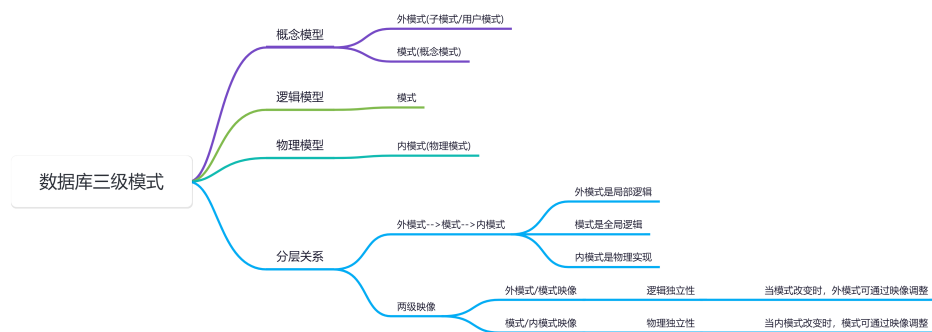 数据库三级模式
概念模型
外模式(子模式/用户模式)
模式(概念模式)
逻辑模型
模式
物理模型
内模式(物理模式)
分层关系
外模式-->模式-->内模式
外模式是局部逻辑
模式是全局逻辑
内模式是物理实现
两级映像
外模式/模式映像
逻辑独立性
当模式改变时，外模式可通过映像调整
模式/内模式映像
物理独立性
当内模式改变时，模式可通过映像调整